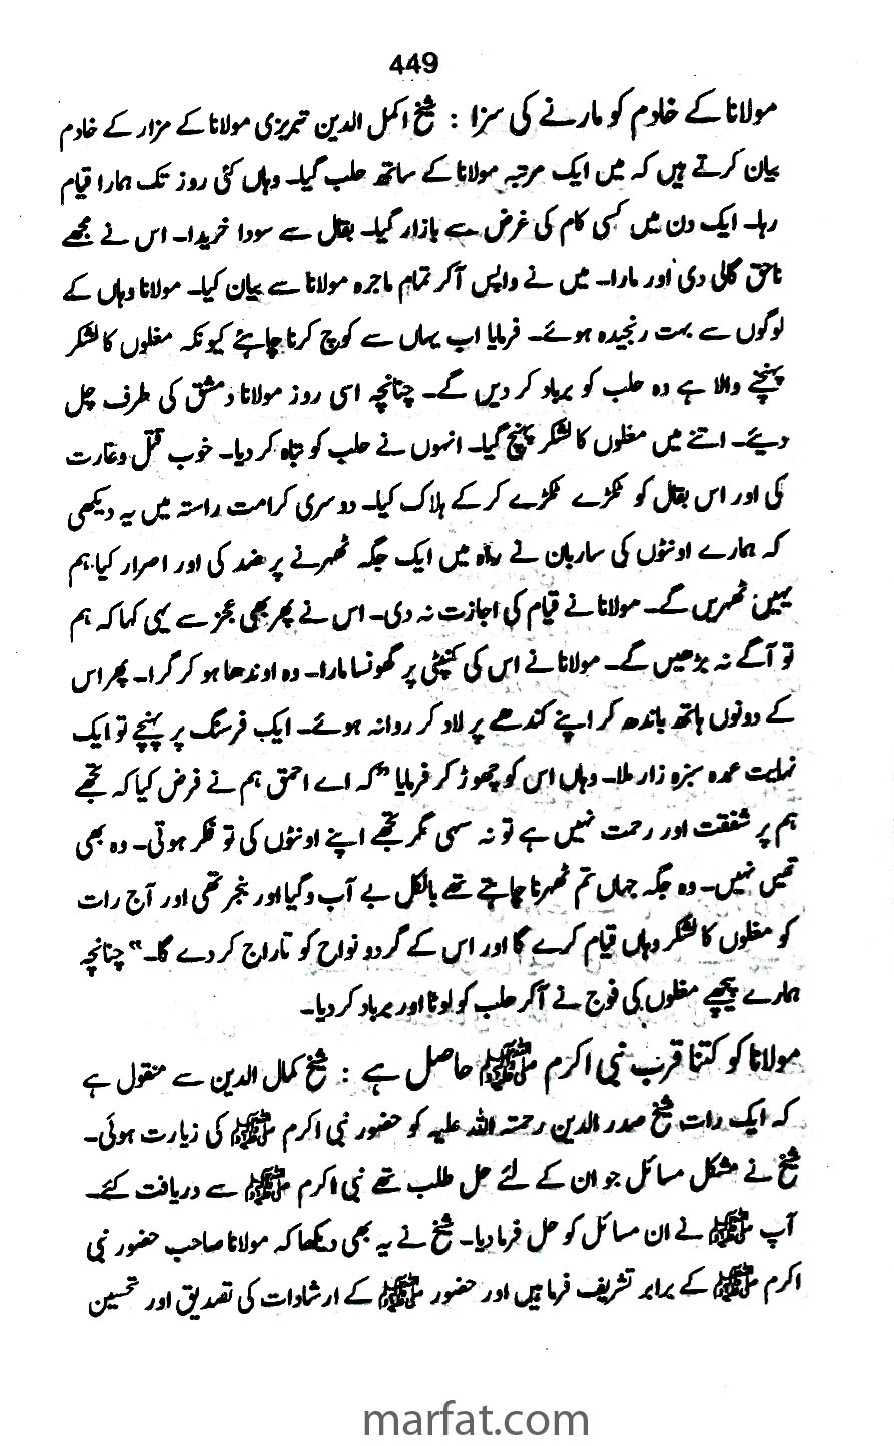 449
مولانا کے خادم کو مارنے کی سزا : شیخ اکمل الدین تبریزی مولانا کے مزار کے خادم
بیان کرتے ہیں کہ میں ایک مرتبہ مولانا کے ساتھ حلب گیا۔ وہاں کئی روز تک ہمارا قیام
رہا۔ ایک دن میں کسی کام کی غرض سے بازار گیا۔ بقال سے سودا خریدا۔ اس نے مجھے
ناحق گالی دی اور مارا۔ میں نے واپس آکر تمام ماجرہ مولانا سے بیان کیا۔ مولانا وہاں کے
لوگوں سے بہت رنجیدہ ہوئے۔ فرمایا اب یہاں سے کوچ کرنا چاہئے کیونکہ مغلوں کا لشکر
پہنچنے والا ہے وہ حلب کو برباد کر دیں گے۔ چنانچہ اسی روز مولانا دمشق کی طرف چل
دیئے۔ اتنے میں مغلوں کا لشکر پہنچ گیا۔ انہوں نے حلب کو تباہ کر دیا۔ خوب قتل و غارت
کی اور اس بقال کو ٹکڑے ٹکڑے کر کے ہلاک کیا۔ دوسری کرامت راستہ میں یہ دیکھی
کہ ہمارے اونٹوں کی ساربان نے راہ میں ایک جگہ ٹھہرنے پر ضد کی اور اصرار کیا ہم
یہیں ٹھہریں گے۔ مولانا نے قیام کی اجازت نہ دی۔ اس نے پھر بھی عجز سے یہی کہا کہ ہم
تو آگے نہ بڑھیں گے۔ مولانا نے اس کی کنپٹی پر گھونسا مارا۔ وہ اوندھا ہو کر گرا۔ پھر اس
کے دونوں ہاتھ باندھ کر اپنے کندھے پر لاد کر روانہ ہوئے۔ ایک فرسنگ پر پہنچے تو ایک
نہایت عمدہ سبزہ زار ملا۔ وہاں اس کو چھوڑ کر فرمایا "کہ اے احمق ہم نے فرض کیا کہ تجھے
ہم پر شفقت اور رحمت نہیں ہے تو نہ سہی مگر تجھے اپنے اونٹوں کی تو فکر ہوتی۔ وہ بھی
تمیں نہیں۔ وہ جگہ جہاں تم ٹھہرنا چاہتے تھے بالکل بے آب و گیا اور بنجر تھی اور آج رات
کو مغلوں کا لشکر وہاں قیام کرے گا اور اس کے گرد و نواح کو تاراج کر دے گا۔" چنانچہ
ہمارے پیچھے مغلوں کی فوج نے آکر حلب کو لوٹا اور برباد کر دیا۔
مولانا کو کتنا قرب نبی اکرم ﷺ حاصل ہے : شیخ کمال الدین سے منقول ہے
کہ ایک رات شیخ صدر الدین رحمتہ اللہ علیہ کو حضور نبی اکرم ﷺ کی زیارت ہوئی۔
شیخ نے مشکل مسائل جو ان کے لئے حل طلب تھے نبی اکرم ﷺ سے دریافت کئے۔
آپ ﷺ نے ان مسائل کو حل فرما دیا۔ شیخ نے یہ بھی دیکھا کہ مولانا صاحب حضور نبی
اکرم ﷺ کے برابر تشریف فرما ہیں اور حضور ﷺ کے ارشادات کی تصدیق اور تحسین
marfat.com